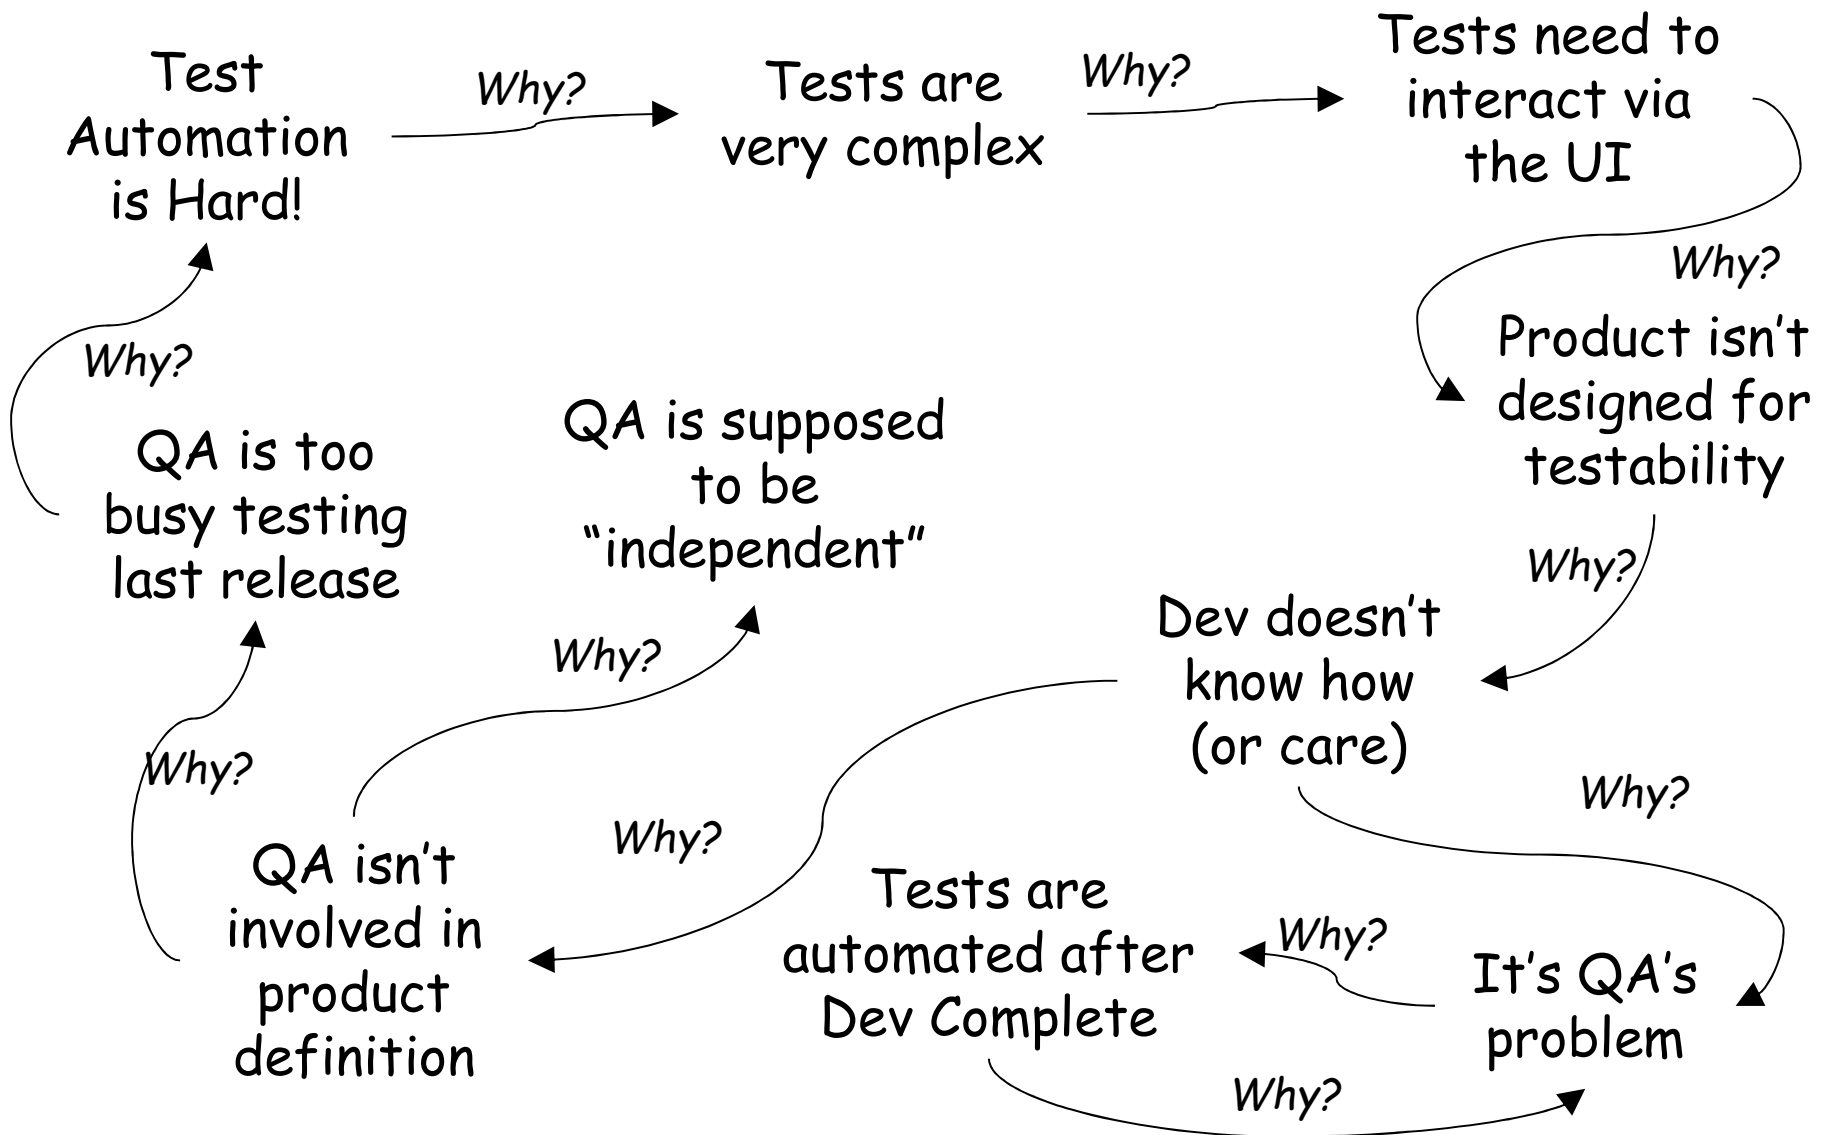 Test
Automation
is Hard!
Why?
Tests are
very complex
Why?
Tests need to
interact via
the UI
Why?
Product isn’t
designed for
testability
Why?
Dev doesn’t
know how
(or care)
Why?
It’s QA’s
problem
Why?
Tests are
automated after
Dev Complete
Why?
Why?
QA isn’t
involved in
product
definition
Why?
QA is supposed
to be
“independent”
Why?
QA is too
busy testing
last release
Why?